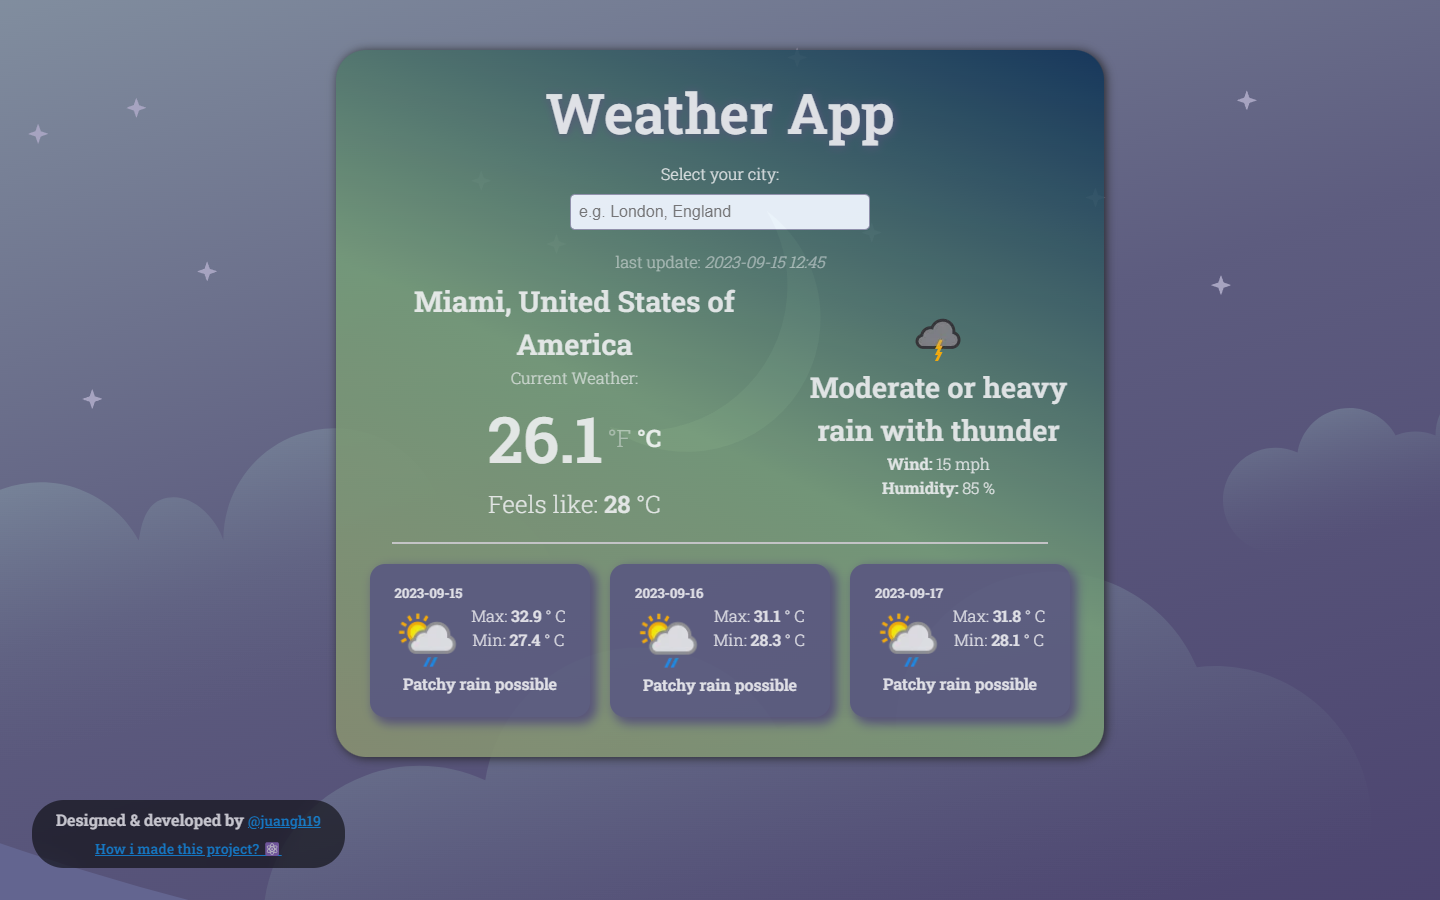 Weather App
Select your city:
e.g. London, England
last update: 2023-09-15 12:45
Miami, United States of
America
Current Weather:
26.1 °F °C
Feels like: 28 °C
Moderate or heavy
rain with thunder
Wind: 15 mph
Humidity: 85 %
2023-09-15
Max: 32.9 ° C
Min: 27.4 ° C
Patchy rain possible
2023-09-16
Max: 31.1 ° C
Min: 28.3 ° C
Patchy rain possible
2023-09-17
Max: 31.8 ° C
Min: 28.1 ° C
Patchy rain possible
Designed & developed by @juangh19
How i made this project? ⚛